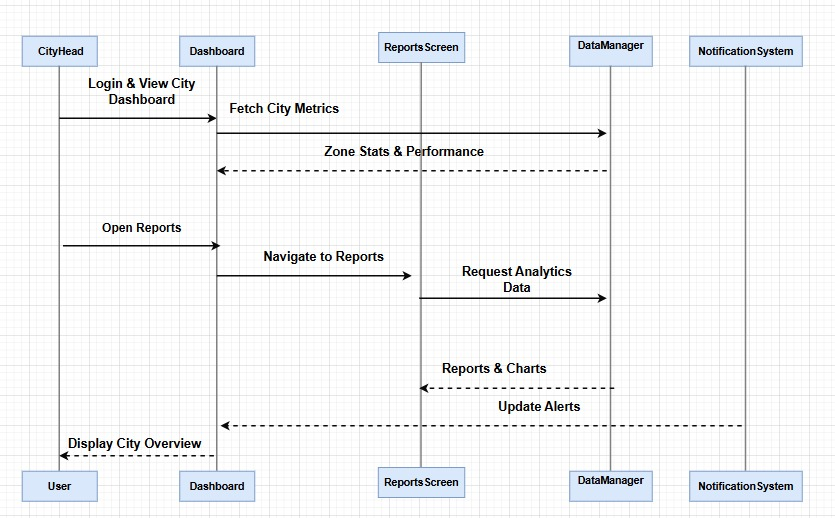 CityHead
Dashboard
ReportsScreen
DataManager
NotificationSystem
Login & View City
Dashboard
Fetch City Metrics
Zone Stats & Performance
Open Reports
Navigate to Reports
Request Analytics
Data
Reports & Charts
Update Alerts
Display City Overview
User
Dashboard
ReportsScreen
DataManager
NotificationSystem